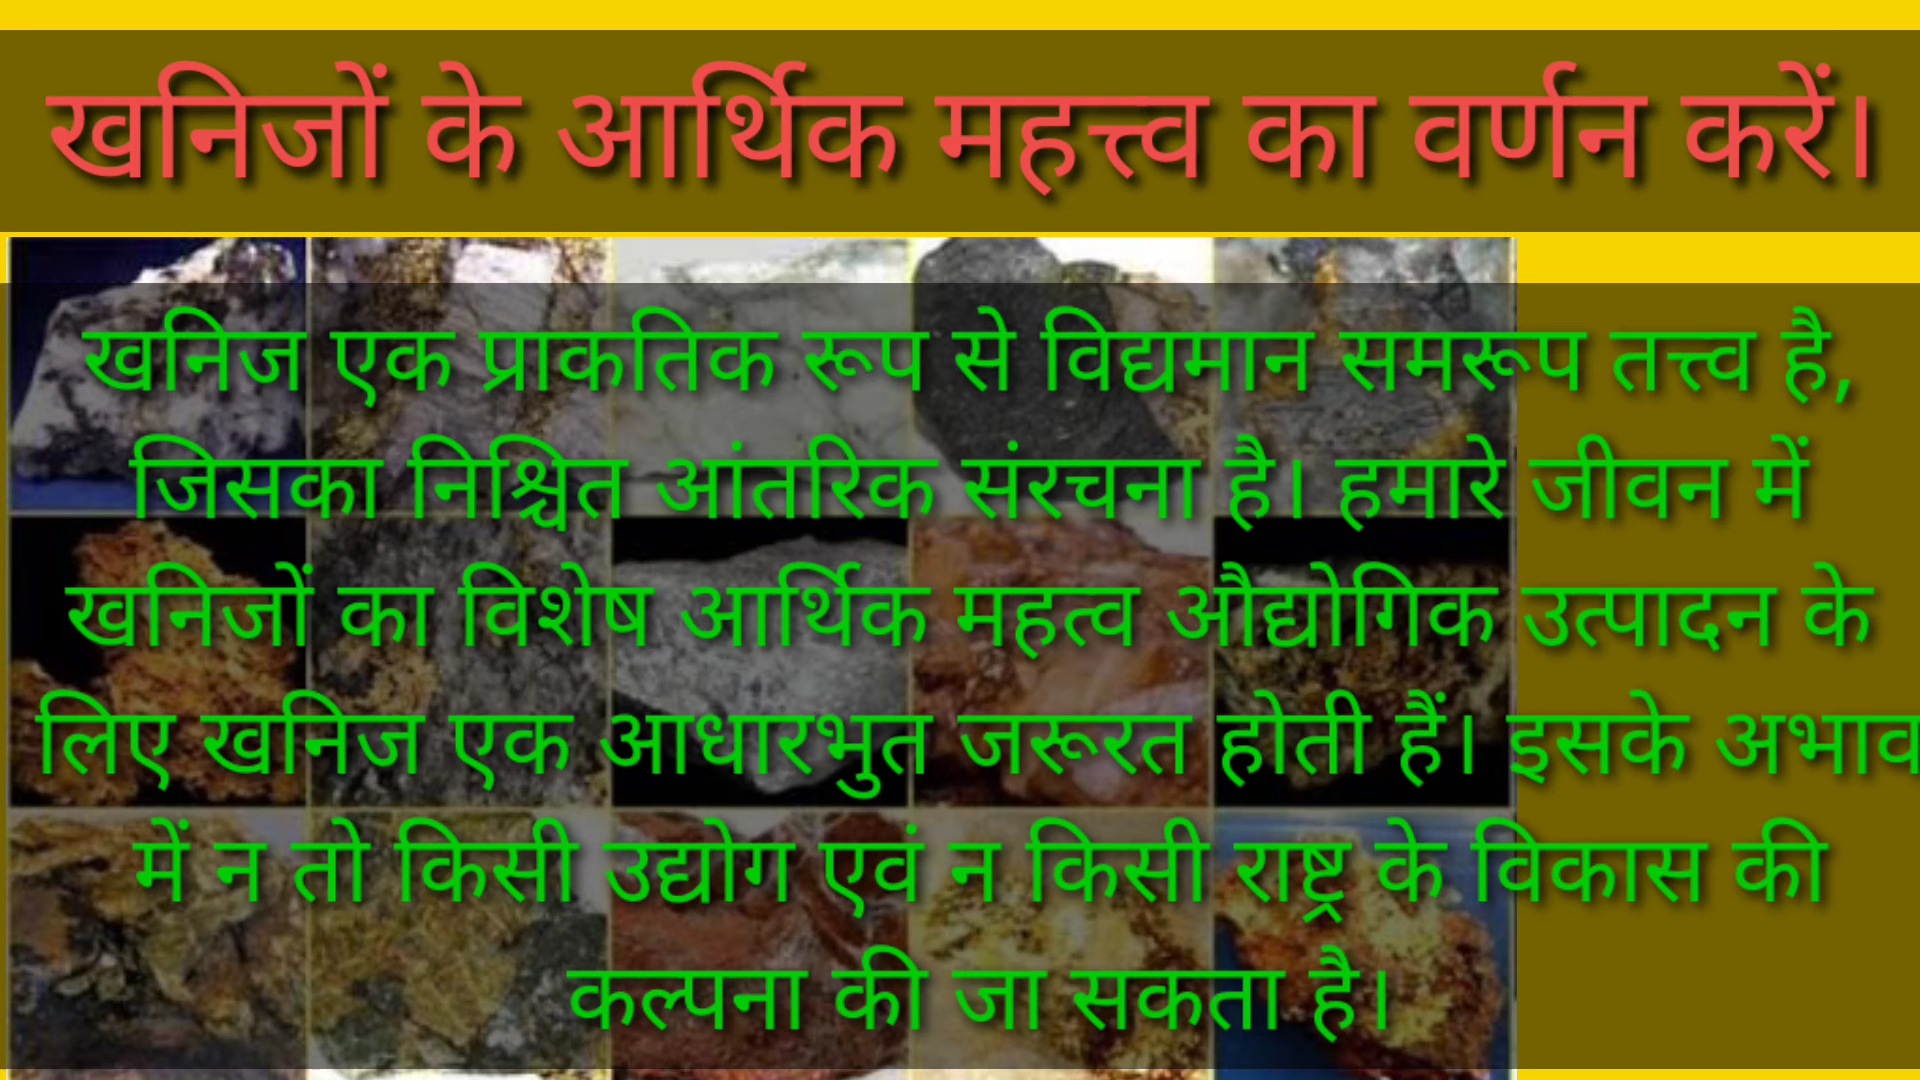 खनिजों के आर्थिक महत्त्व का वर्णन करें।
खनिज एक प्राकतिक रूप से विद्यमान समरूप तत्त्व है,
जिसका निश्चित आंतरिक संरचना है। हमारे जीवन में
खनिजों का विशेष आर्थिक महत्व औद्योगिक उत्पादन के
लिए खनिज एक आधारभुत जरूरत होती हैं। इसके अभाव
में न तो किसी उद्योग एवं न किसी राष्ट्र के विकास की
कल्पना की जा सकता है।